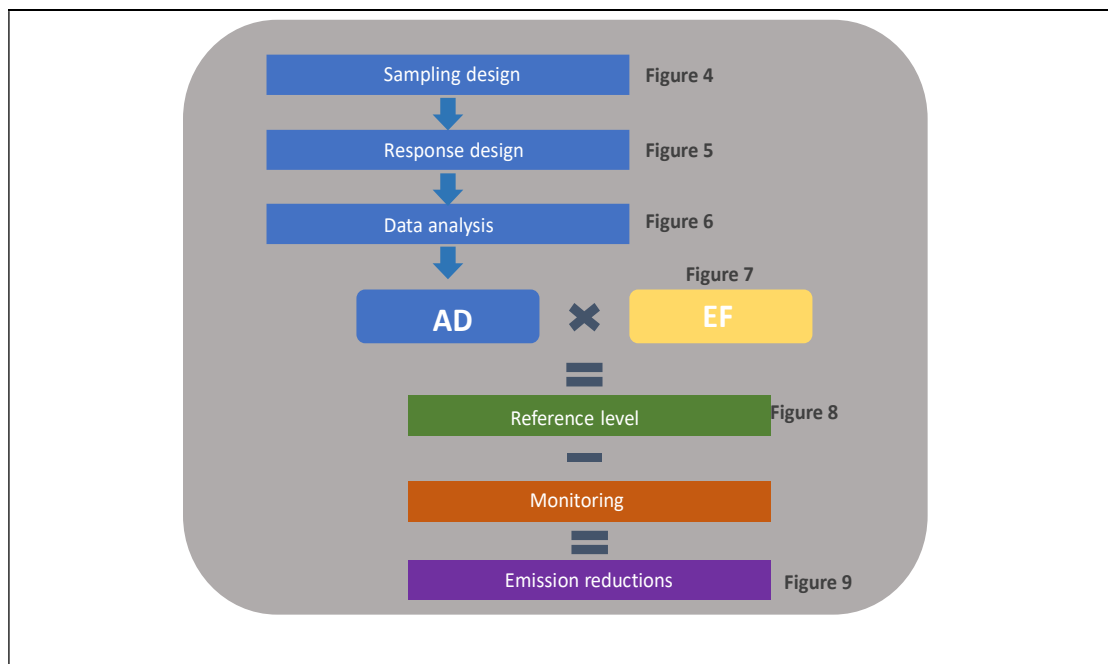 Sampling design Figure 4
Response design Figure 5
Data analysis Figure 6
Figure 7
AD × EF
=
Reference level Figure 8
−
Monitoring
=
Emission reductions Figure 9